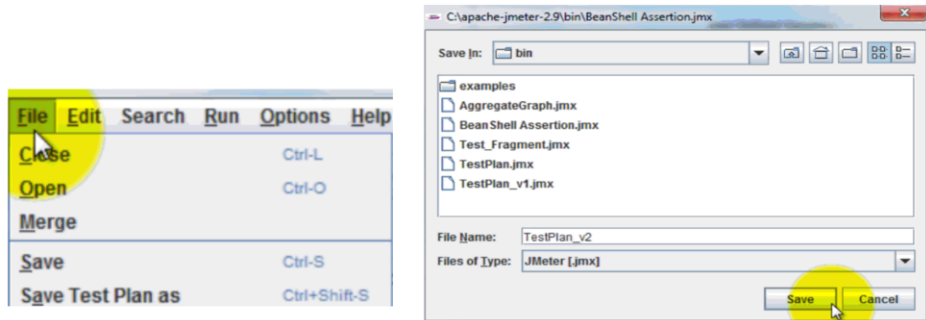 File Edit Search Run Options Help
Close Ctrl-L
Open Ctrl-O
Merge
Save Ctrl-S
Save Test Plan as Ctrl+Shift-S
C:\apache-jmeter-2.9\bin\BeanShell Assertion.jmx
Save In: bin
examples
AggregateGraph.jmx
BeanShell Assertion.jmx
Test_Fragment.jmx
TestPlan.jmx
TestPlan_v1.jmx
File Name: TestPlan_v2
Files of Type: JMeter [.jmx]
Save Cancel